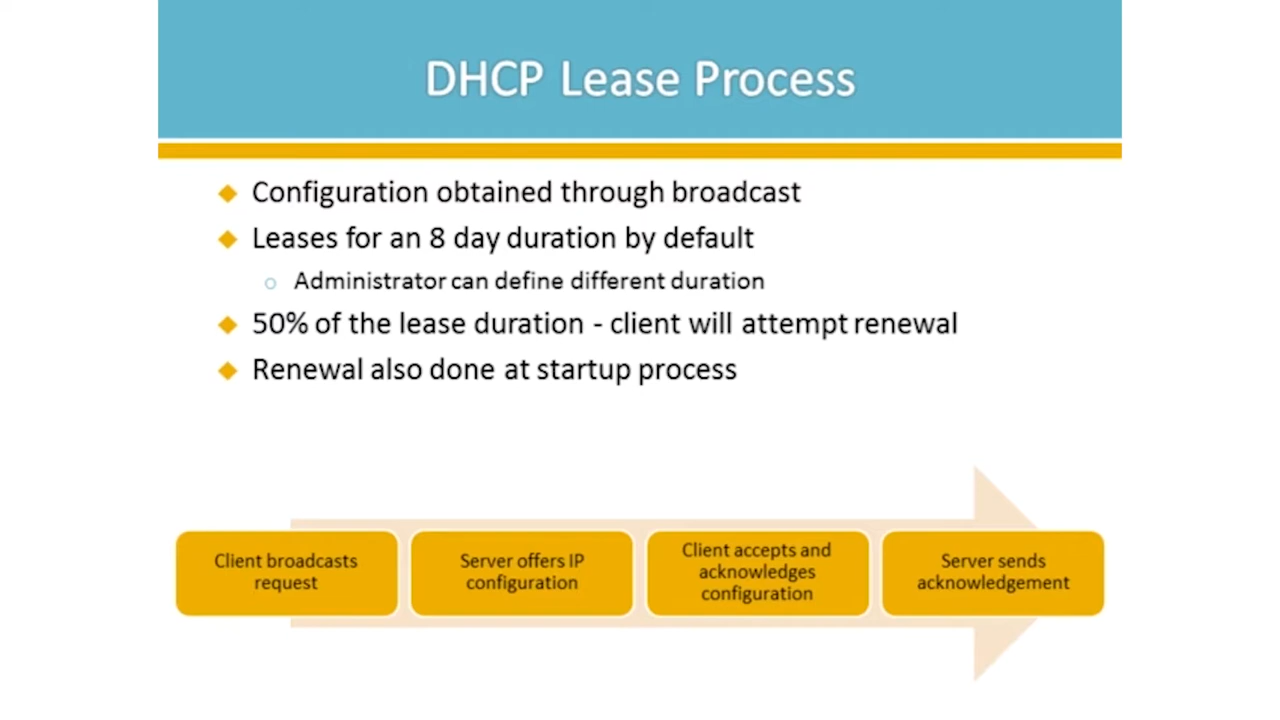 DHCP Lease Process
Configuration obtained through broadcast
Leases for an 8 day duration by default
Administrator can define different duration
50% of the lease duration - client will attempt renewal
Renewal also done at startup process
Client broadcasts
request
Server offers IP
configuration
Client accepts and
acknowledges
configuration
Server sends
acknowledgement